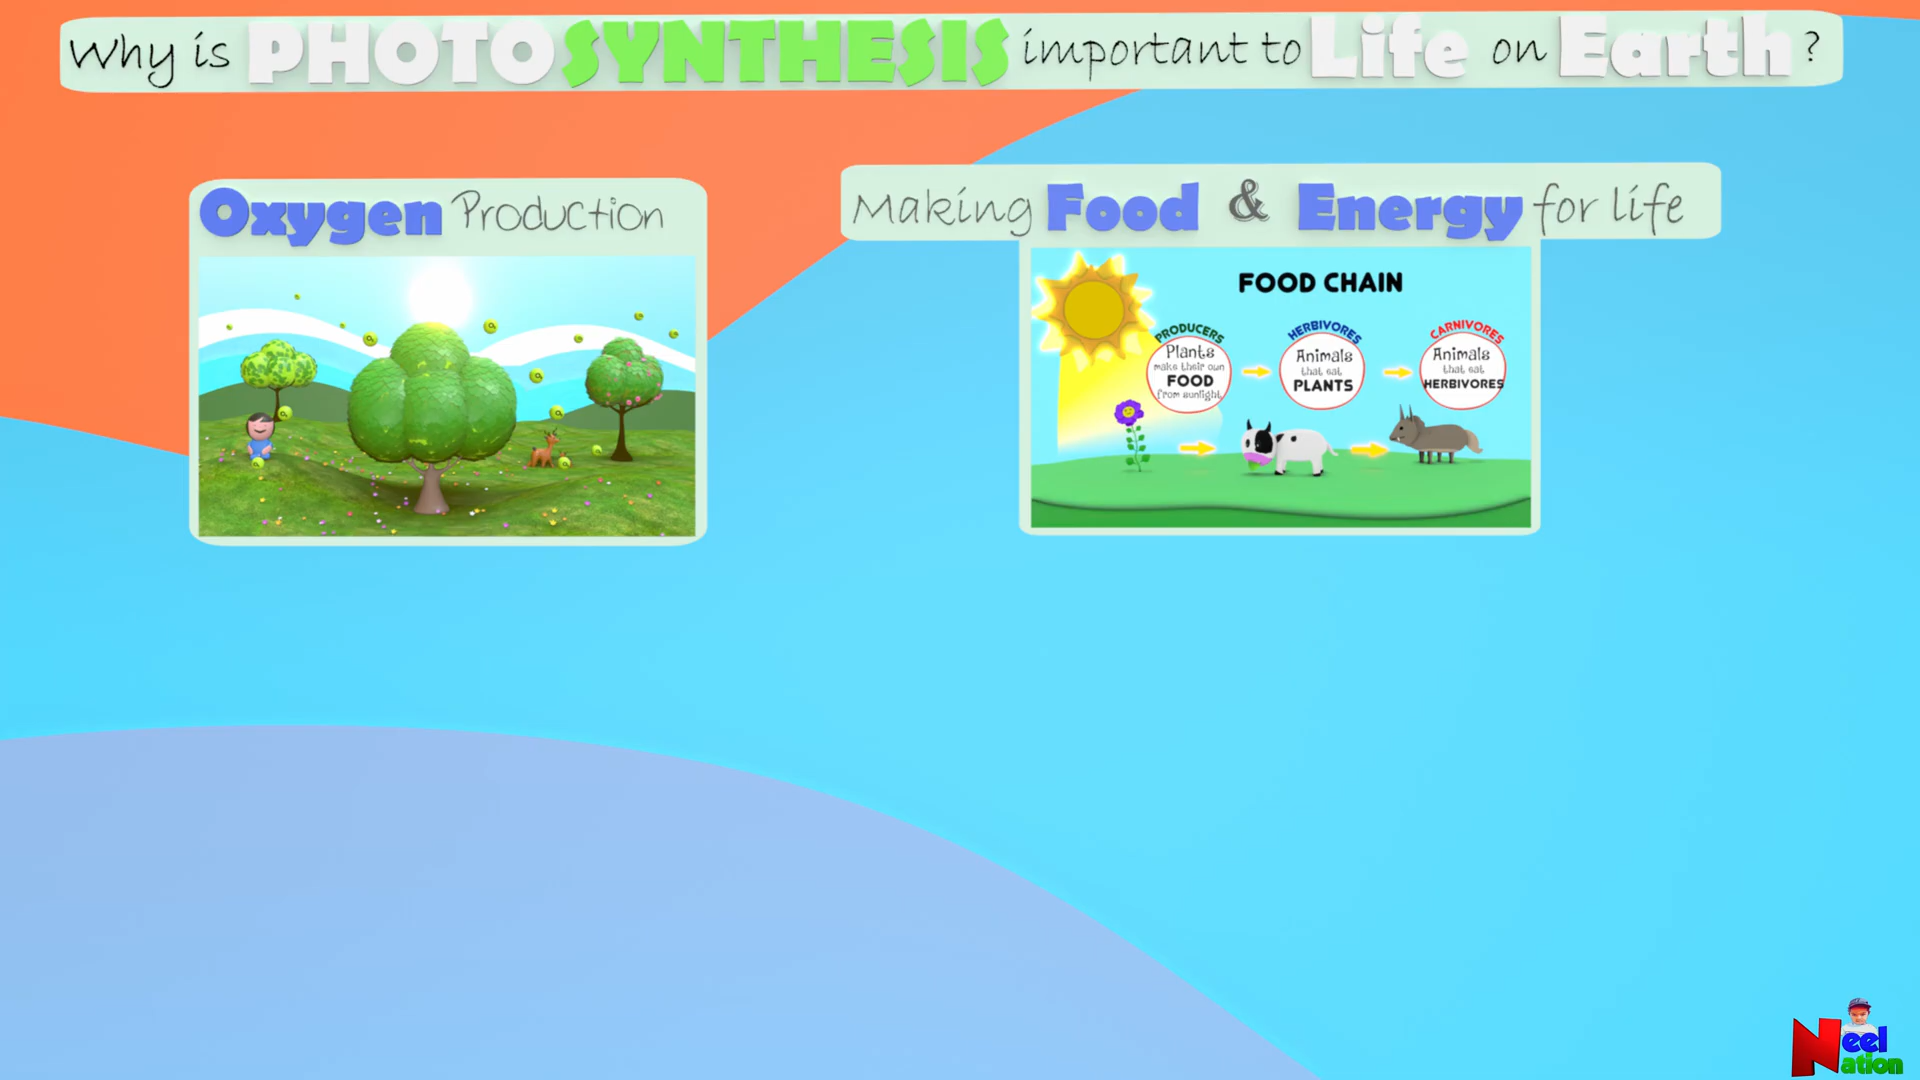 Why is PHOTOSYNTHESIS important to Life on Earth ?
Oxygen Production
Making Food & Energy for life
FOOD CHAIN
PRODUCERS
Plants
make their own
FOOD
from sunlight
HERBIVORES
Animals
that eat
PLANTS
CARNIVORES
Animals
that eat
HERBIVORES
Neel
Nation